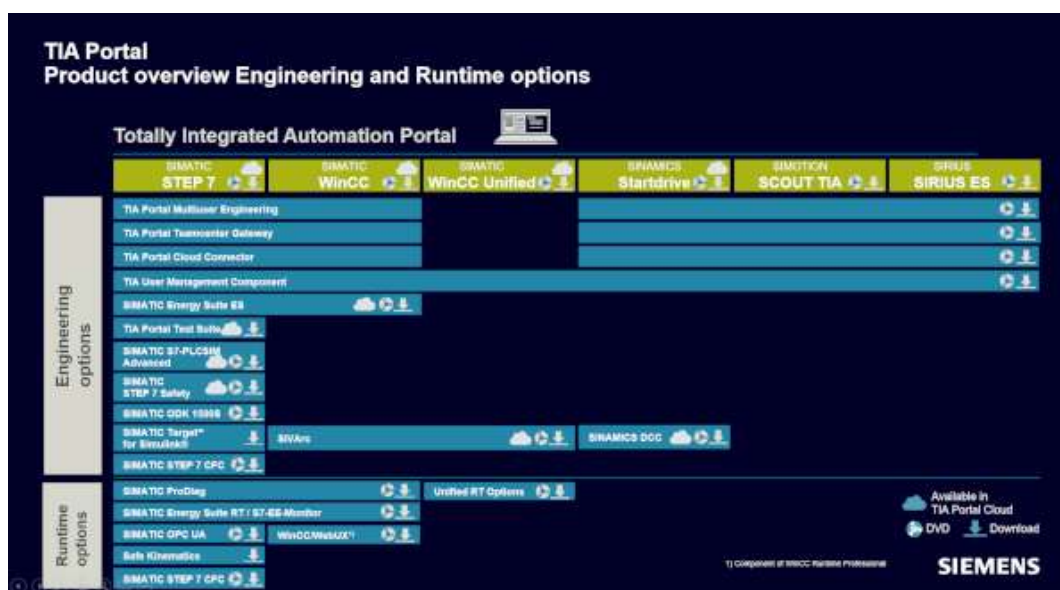 TIA Portal
Product overview Engineering and Runtime options
Totally Integrated Automation Portal
SIMATIC
STEP 7
SIMATIC
WinCC
SIMATIC
WinCC Unified
SINAMICS
Startdrive
SIMOTION
SCOUT TIA
SIRIUS
SIRIUS ES
Engineering
options
TIA Portal Multiuser Engineering
TIA Portal Teamcenter Gateway
TIA Portal Cloud Connector
TIA User Management Component
SIMATIC Energy Suite ES
TIA Portal Test Suite
SIMATIC S7-PLCSIM
Advanced
SIMATIC
STEP 7 Safety
SIMATIC ODK 1500S
SIMATIC Target
for Simulink®
SIVArc
SINAMICS DCC
SIMATIC STEP 7 CFC
Runtime
options
SIMATIC ProDiag
Unified RT Options
SIMATIC Energy Suite RT / S7-EE-Monitor
SIMATIC OPC UA
WinCC/WebUX¹⁾
Safe Kinematics
SIMATIC STEP 7 CFC
Available in
TIA Portal Cloud
DVD
Download
1) Component of WinCC Runtime Professional
SIEMENS